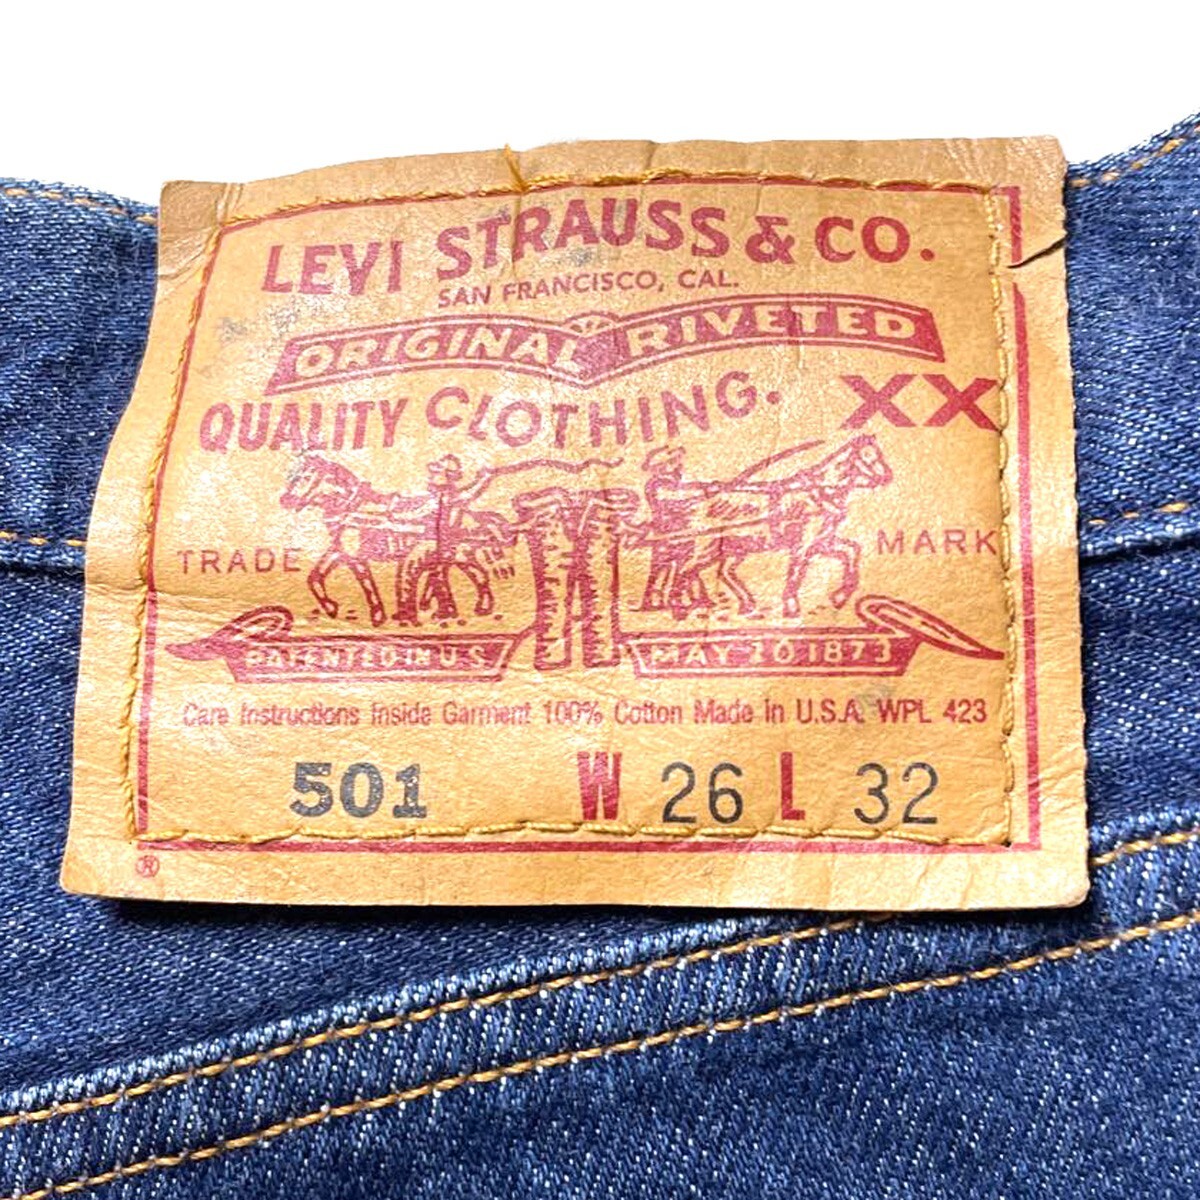 LEVI STRAUSS & CO.
SAN FRANCISCO, CAL.
ORIGINAL RIVETED
QUALITY CLOTHING. XX
TRADE MARK
PATENTED IN U S MAY 20 1873
Care Instructions Inside Garment 100% Cotton Made in U.S.A. WPL 423
501 W 26 L 32
®